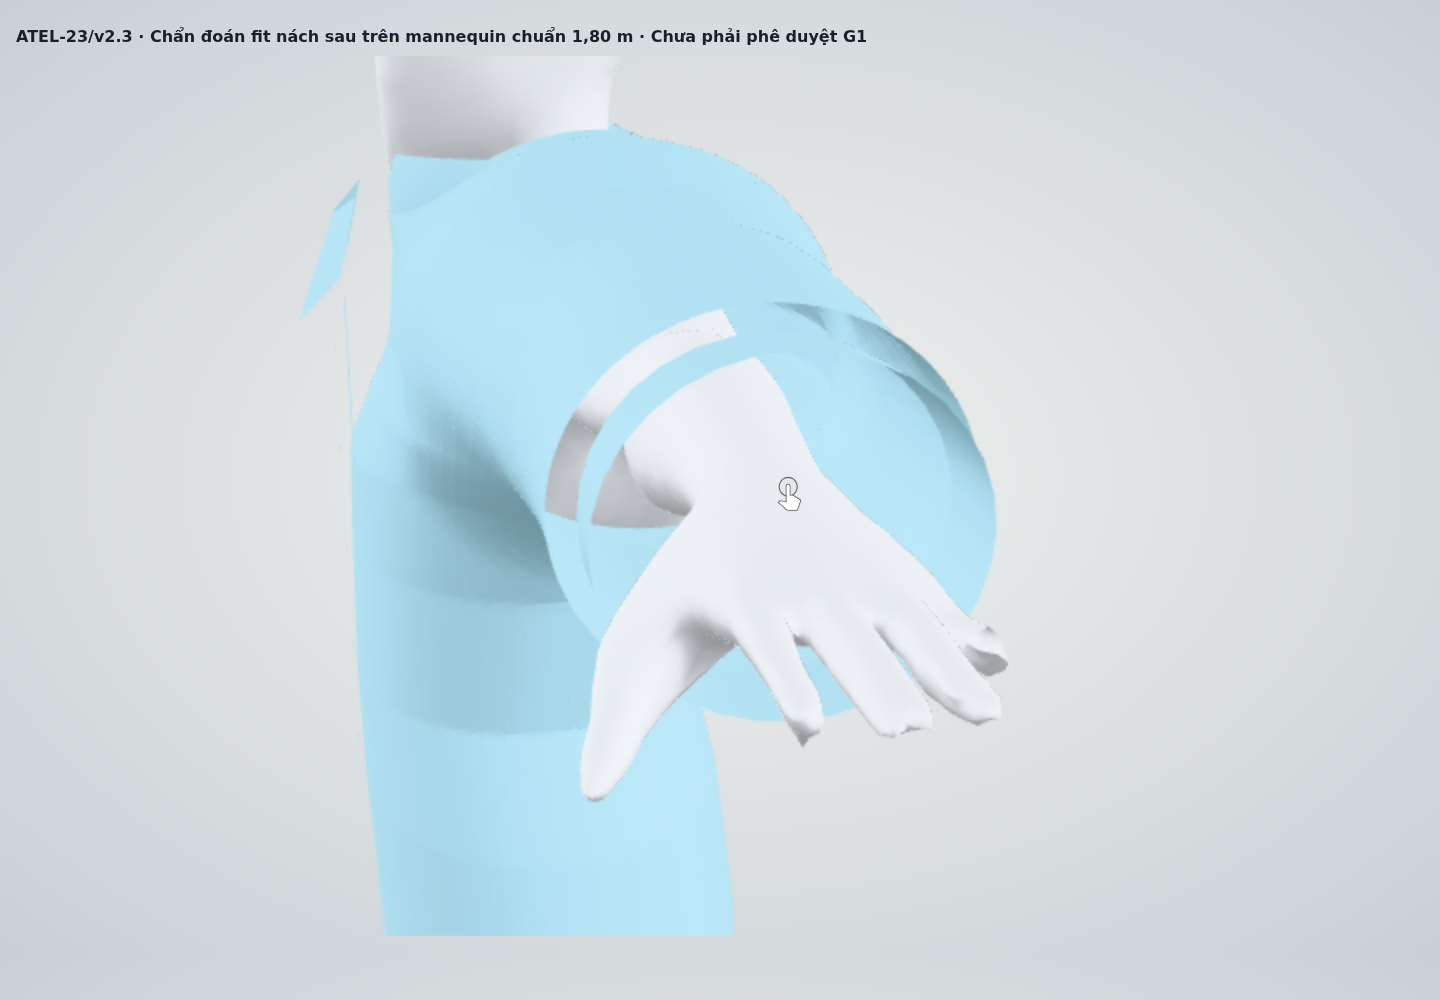 ATEL-23/v2.3 · Chẩn đoán fit nách sau trên mannequin chuẩn 1,80 m · Chưa phải phê duyệt G1